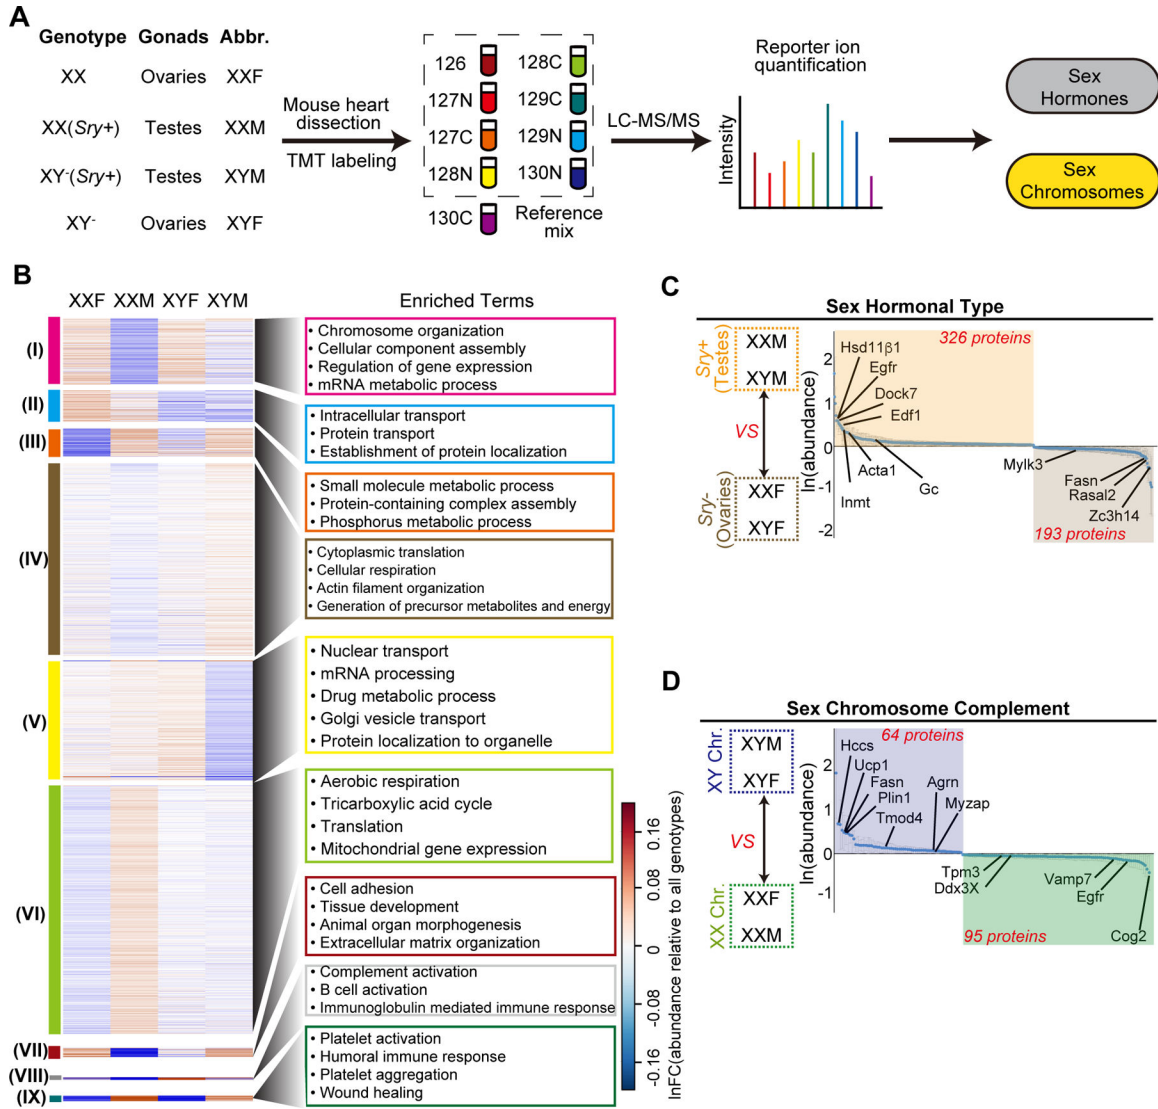 A
Genotype Gonads Abbr.
XX Ovaries XXF
XX(Sry+) Testes XXM
XY-(Sry+) Testes XYM
XY- Ovaries XYF
Mouse heart
dissection
TMT labeling
126 128C
127N 129C
127C 129N
128N 130N
130C Reference
mix
LC-MS/MS
Reporter ion
quantification
Intensity
Sex
Hormones
Sex
Chromosomes
B
XXF XXM XYF XYM
Enriched Terms
(I)
• Chromosome organization
• Cellular component assembly
• Regulation of gene expression
• mRNA metabolic process
(II)
• Intracellular transport
• Protein transport
• Establishment of protein localization
(III)
• Small molecule metabolic process
• Protein-containing complex assembly
• Phosphorus metabolic process
(IV)
• Cytoplasmic translation
• Cellular respiration
• Actin filament organization
• Generation of precursor metabolites and energy
(V)
• Nuclear transport
• mRNA processing
• Drug metabolic process
• Golgi vesicle transport
• Protein localization to organelle
(VI)
• Aerobic respiration
• Tricarboxylic acid cycle
• Translation
• Mitochondrial gene expression
(VII)
• Cell adhesion
• Tissue development
• Animal organ morphogenesis
• Extracellular matrix organization
(VIII)
• Complement activation
• B cell activation
• Immunoglobulin mediated immune response
(IX)
• Platelet activation
• Humoral immune response
• Platelet aggregation
• Wound healing
0.16
0.08
0
-0.08
-0.16
lnFC(abundance relative to all genotypes)
C
Sex Hormonal Type
Sry+
(Testes)
XXM
XYM
VS
Sry-
(Ovaries)
XXF
XYF
ln(abundance)
2
1
0
-1
-2
326 proteins
Hsd11β1
Egfr
Dock7
Edf1
Acta1
Gc
Inmt
Mylk3
Fasn
Rasal2
Zc3h14
193 proteins
D
Sex Chromosome Complement
XY Chr.
XYM
XYF
VS
XX Chr.
XXF
XXM
ln(abundance)
2
1
0
-1
64 proteins
Hccs
Ucp1
Fasn
Plin1
Tmod4
Agrn
Myzap
Tpm3
Ddx3X
Vamp7
Egfr
Cog2
95 proteins